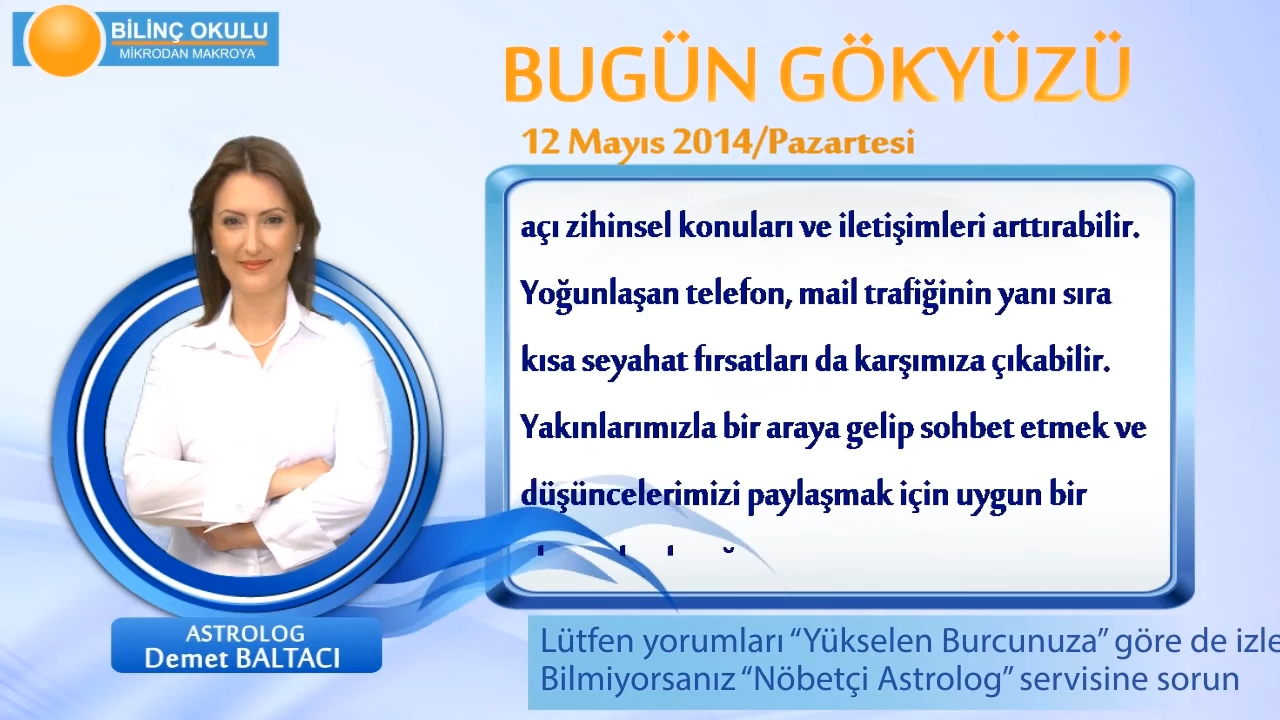 BİLİNÇ OKULU
MİKRODAN MAKROYA
BUGÜN GÖKYÜZÜ
12 Mayıs 2014/Pazartesi
açı zihinsel konuları ve iletişimleri arttırabilir.
Yoğunlaşan telefon, mail trafiğinin yanı sıra
kısa seyahat fırsatları da karşımıza çıkabilir.
Yakınlarımızla bir araya gelip sohbet etmek ve
düşüncelerimizi paylaşmak için uygun bir
ASTROLOG
Demet BALTACI
Lütfen yorumları “Yükselen Burcunuza” göre de izle
Bilmiyorsanız “Nöbetçi Astrolog” servisine sorun